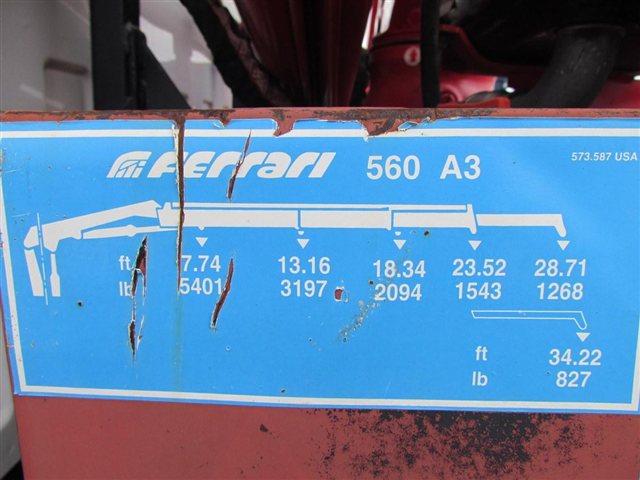 Ferrari 560 A3 573.587 USA
ft 7.74 13.16 18.34 23.52 28.71
lb 5401 3197 2094 1543 1268
ft 34.22
lb 827